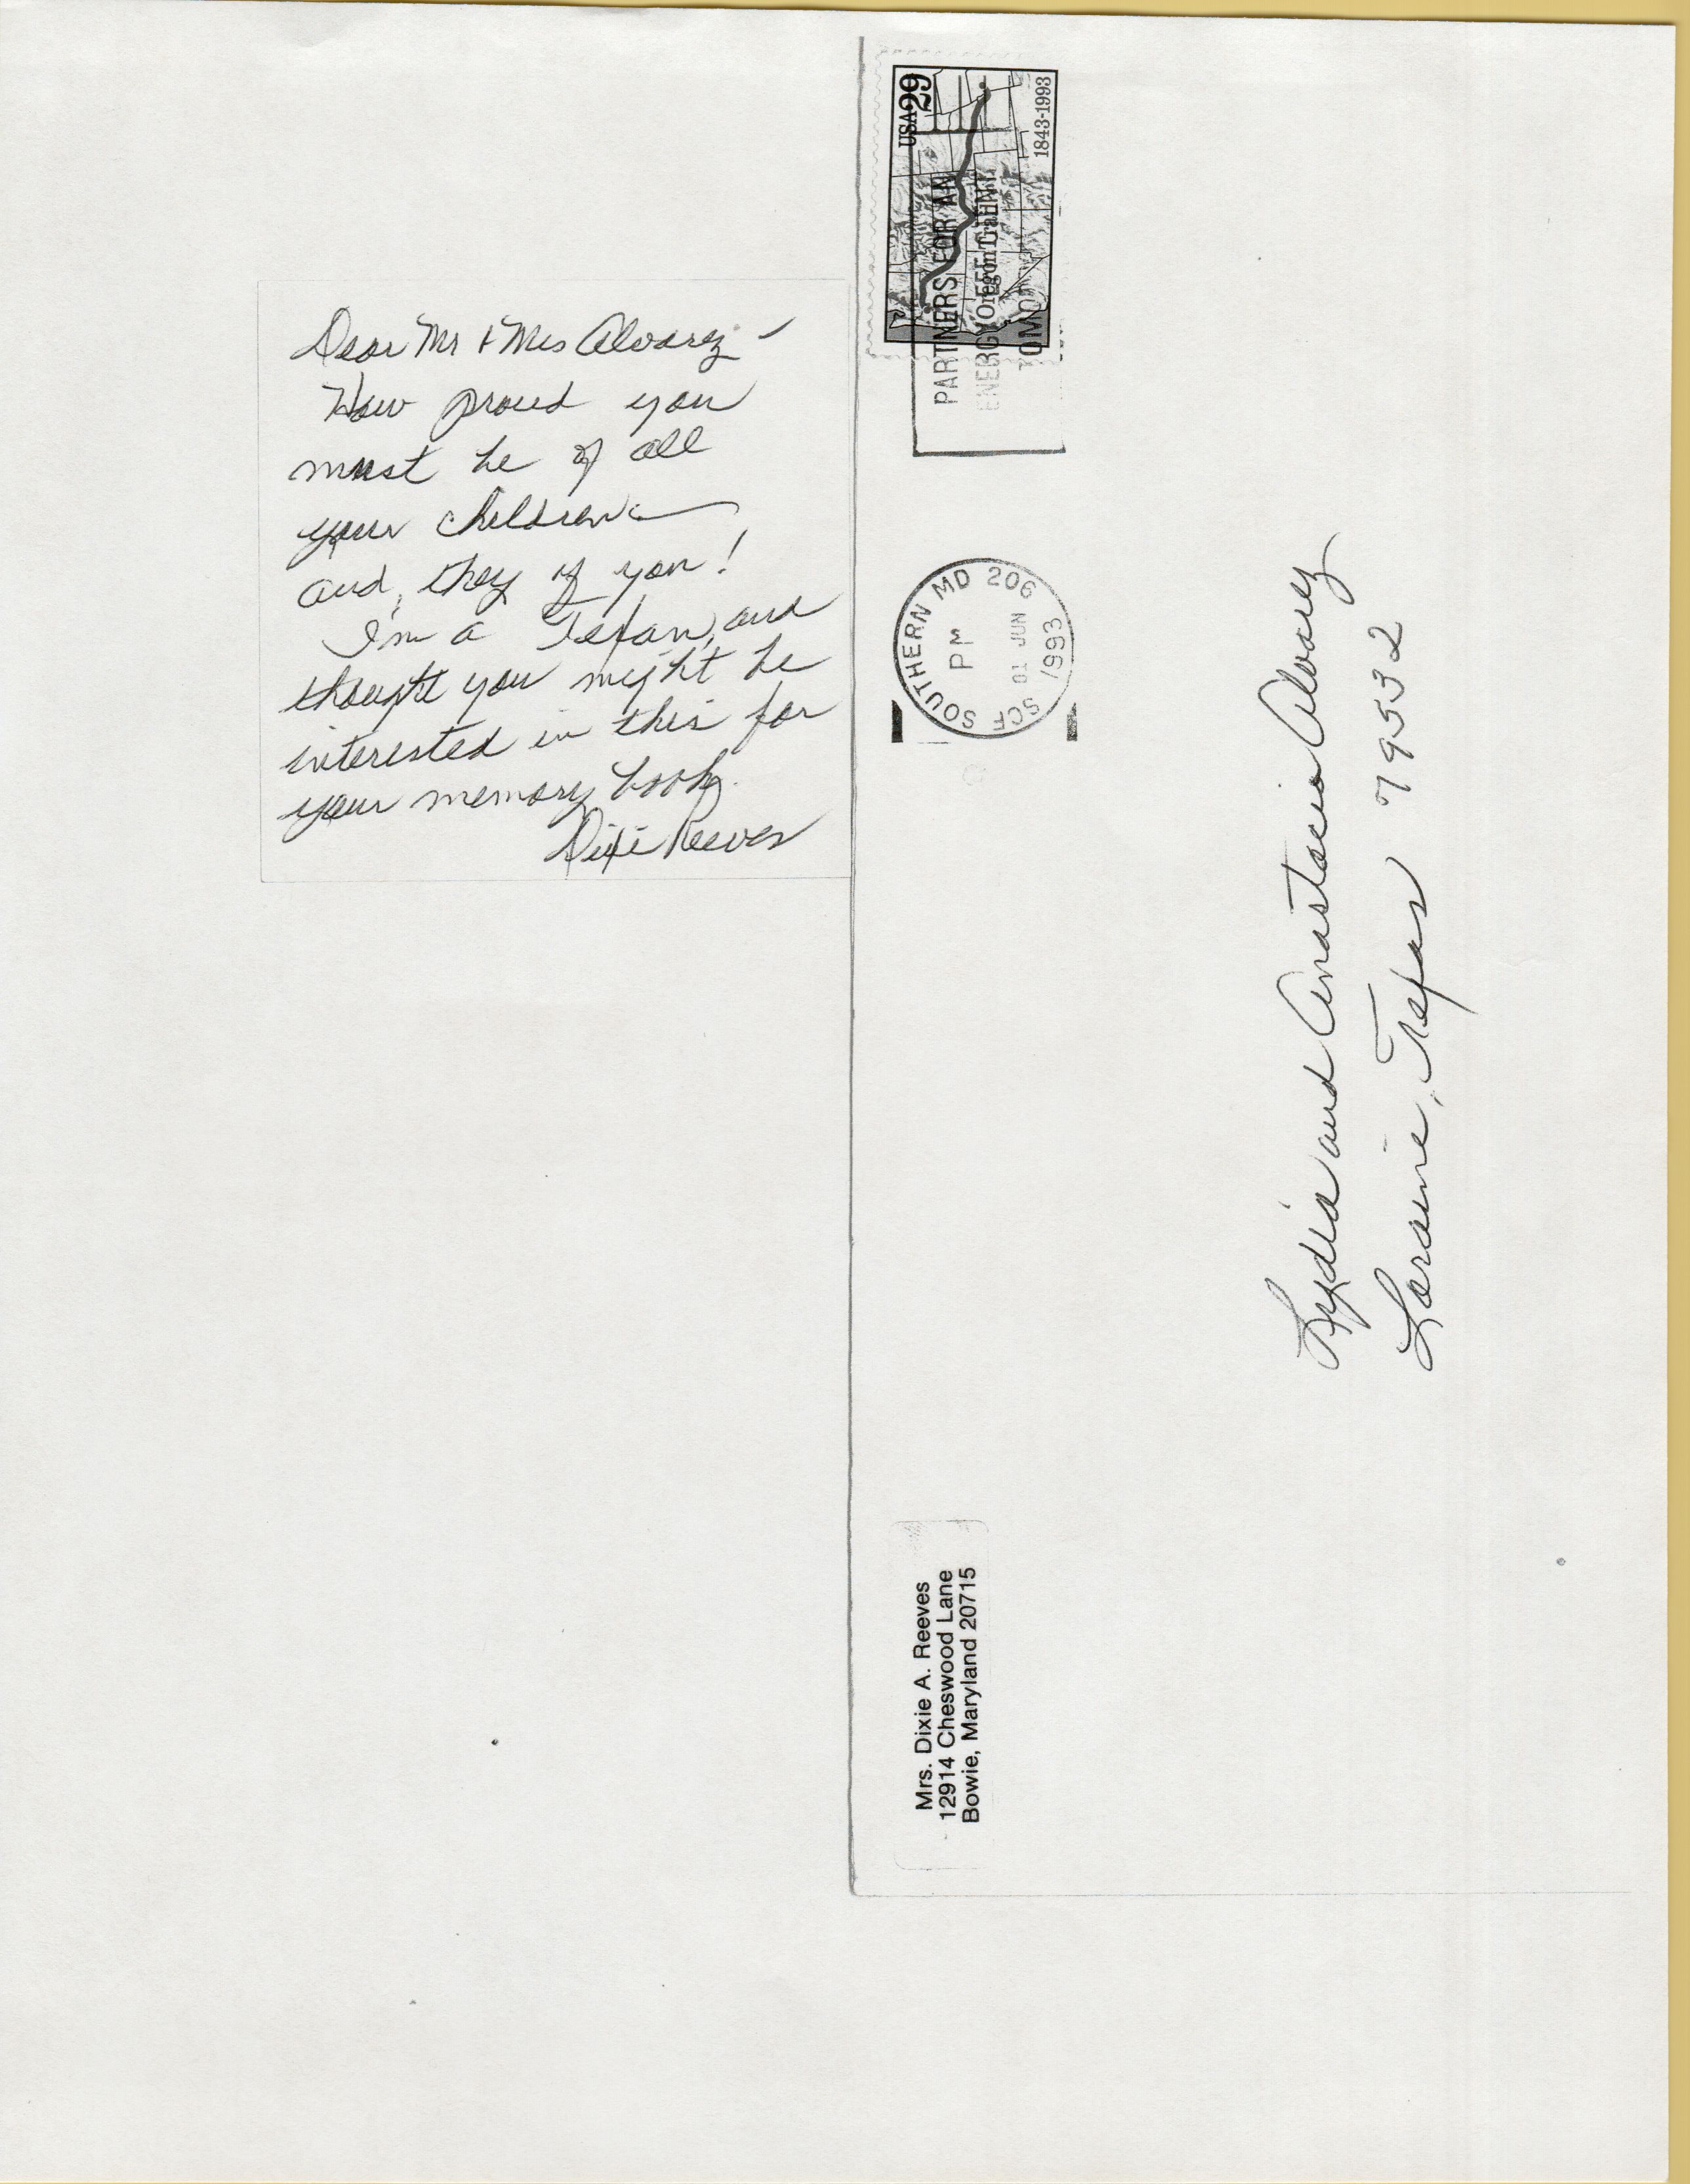 Dear Mr & Mrs Alvarez -
How proud you
must be of all
your children -
and, they of you!
I'm a Texan, and
thought you might be
interested in this for
your memory book.
Dixie Reeves
USA 29
Oregon Trail
1843-1993
PARTNERS FOR AN
ENERGY
SCF SOUTHERN MD 206
PM
01 JUN
1993
Mrs. Dixie A. Reeves
12914 Cheswood Lane
Bowie, Maryland 20715
Lydia and Anastacio Alvarez
Loraine, Texas 79532